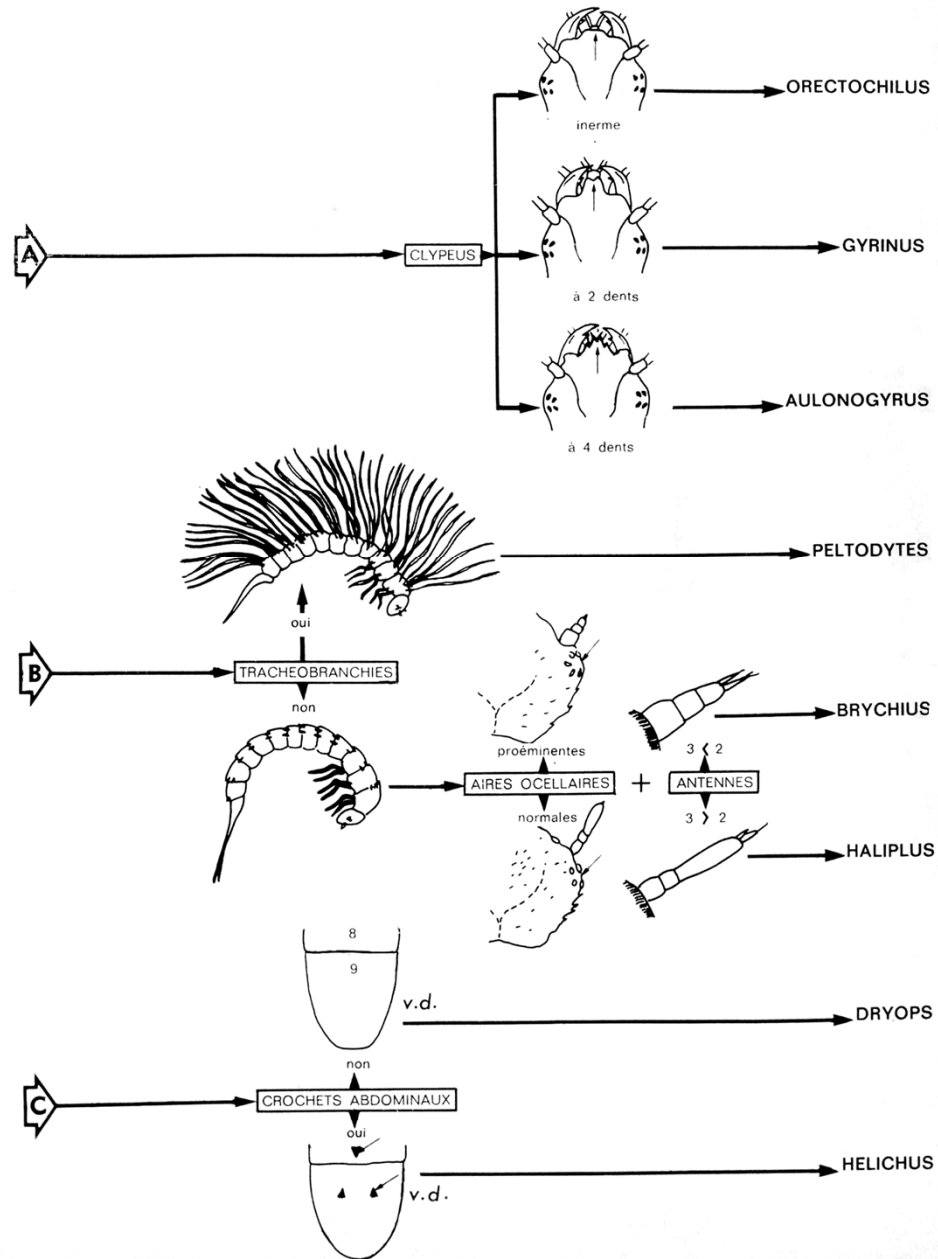 ORECTOCHILUS
inerme
A
CLYPEUS
GYRINUS
à 2 dents
AULONOGYRUS
à 4 dents
PELTODYTES
oui
B
TRACHEOBRANCHIES
non
BRYCHIUS
proéminentes
3 < 2
AIRES OCELLAIRES + ANTENNES
normales
3 > 2
HALIPLUS
8
9
v.d.
DRYOPS
non
C
CROCHETS ABDOMINAUX
oui
HELICHUS
v.d.